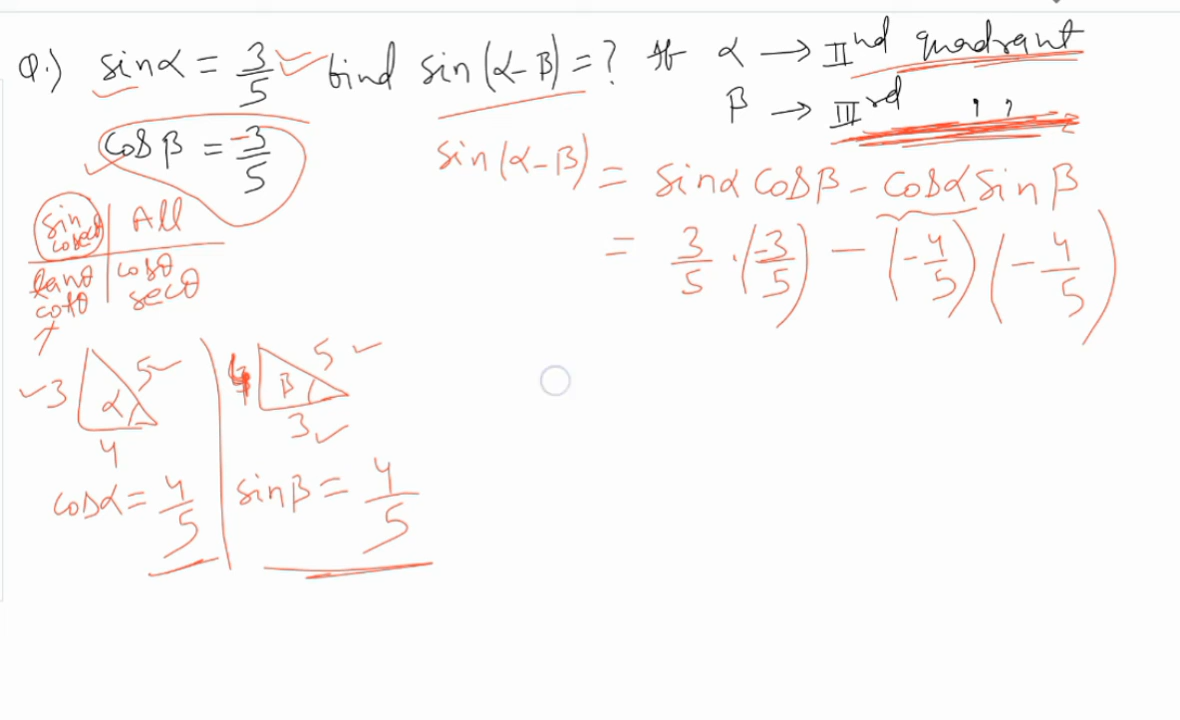 Q.) sinα = 3/5 find sin(α-β) = ? If α → IInd quadrant
β → IIIrd " "
cosβ = -3/5
sin(α-β) = sinα cosβ - cosα sinβ
= 3/5 · (-3/5) - (-4/5)(-4/5)
sin cosec All
tanθ cotθ cosθ secθ
3 5 α 4
4 5 β 3
cosα = 4/5
sinβ = 4/5